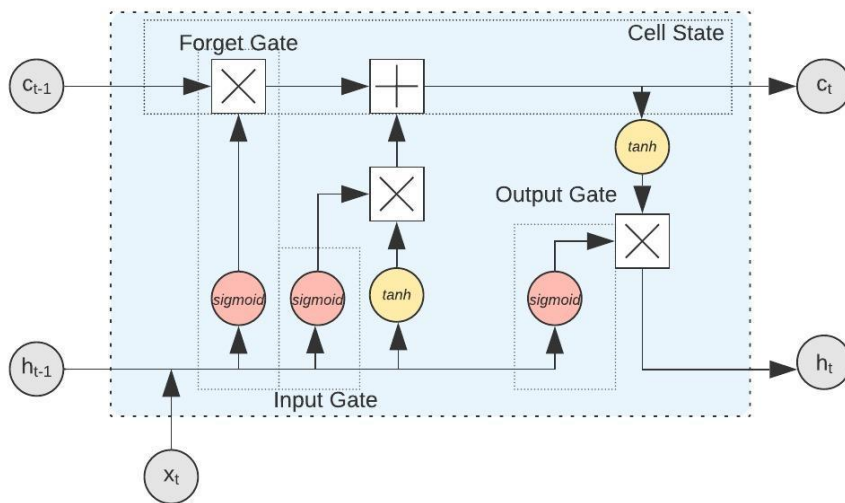 Forget Gate
Cell State
c_{t-1}
c_t
tanh
Output Gate
sigmoid
sigmoid
tanh
sigmoid
h_{t-1}
h_t
Input Gate
x_t